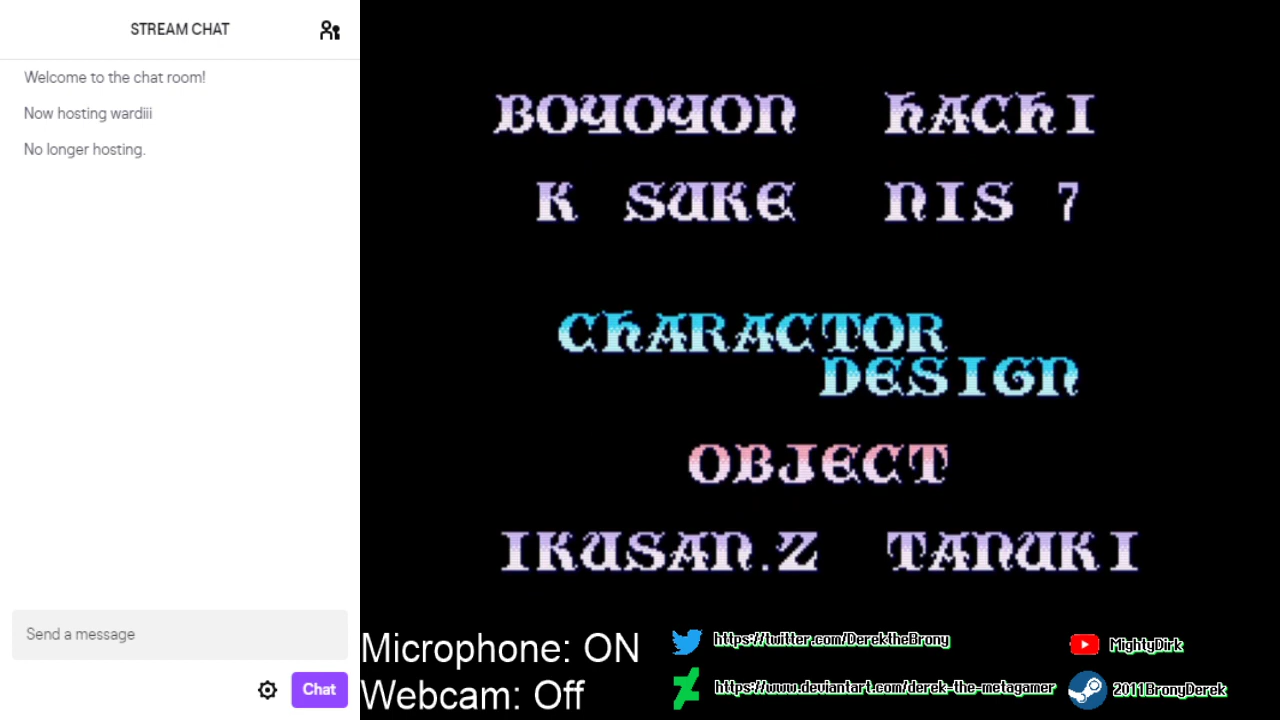 STREAM CHAT
Welcome to the chat room!
Now hosting wardiii
No longer hosting.
Send a message
Chat
BOYOYON HACHI
K SUKE NIS 7
CHARACTOR
DESIGN
OBJECT
IKUSAN.Z TANUKI
Microphone: ON
Webcam: Off
https://twitter.com/DerektheBrony
https://www.deviantart.com/derek-the-metagamer
MightyDirk
2011BronyDerek